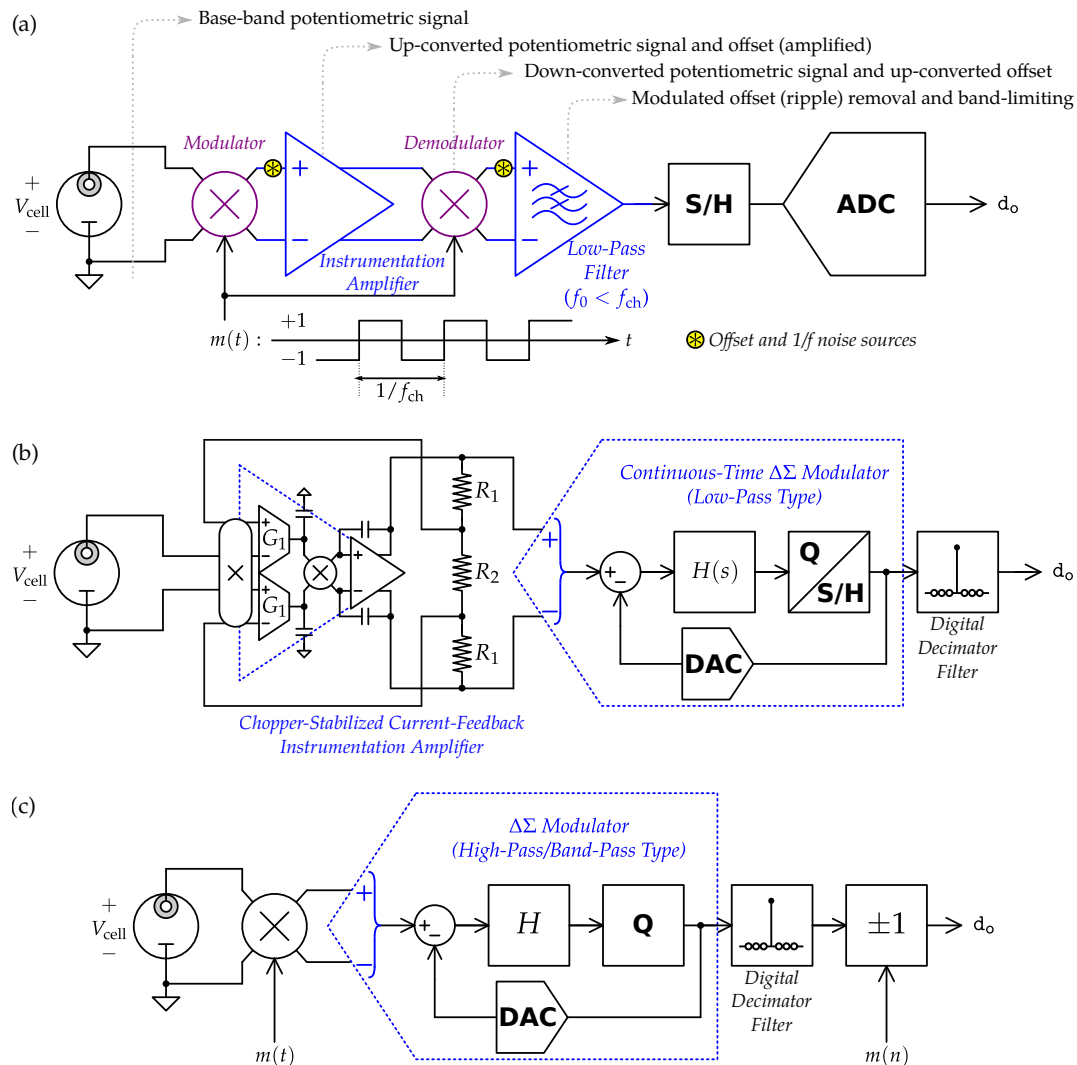 (a)
Base-band potentiometric signal
Up-converted potentiometric signal and offset (amplified)
Down-converted potentiometric signal and up-converted offset
Modulated offset (ripple) removal and band-limiting
Modulator
Demodulator
+
V_cell
−
+
−
+
−
S/H
ADC
d_o
Instrumentation
Amplifier
Low-Pass
Filter
(f_0 < f_ch)
m(t) :
+1
−1
t
1/f_ch
Offset and 1/f noise sources
(b)
+
V_cell
−
+
−
G_1
+
−
G_1
+
−
R_1
R_2
R_1
Chopper-Stabilized Current-Feedback
Instrumentation Amplifier
Continuous-Time ΔΣ Modulator
(Low-Pass Type)
+
−
+
−
H(s)
Q
S/H
DAC
d_o
Digital
Decimator
Filter
(c)
+
V_cell
−
m(t)
ΔΣ Modulator
(High-Pass/Band-Pass Type)
+
−
+
−
H
Q
DAC
Digital
Decimator
Filter
±1
d_o
m(n)